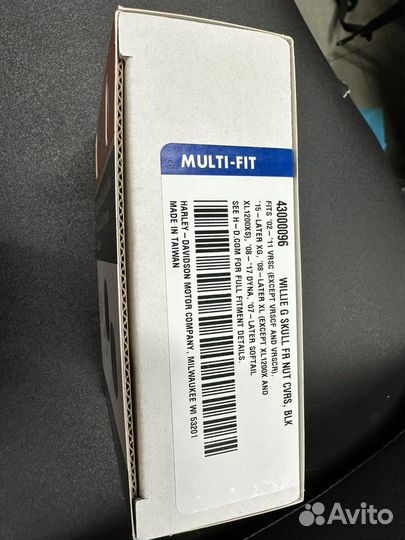 MULTI-FIT
43000096 WILLIE G SKULL FR NUT CVRS, BLK
FITS '02-'11 VRSC (EXCEPT VRSCF AND VRSCR),
'15-LATER XG, '08-LATER XL (EXCEPT XL1200X AND
XL1200XS), '08-'17 DYNA, '07-LATER SOFTAIL
SEE H-D.COM FOR FULL FITMENT DETAILS.
HARLEY-DAVIDSON MOTOR COMPANY, MILWAUKEE WI 53201
MADE IN TAIWAN
Avito